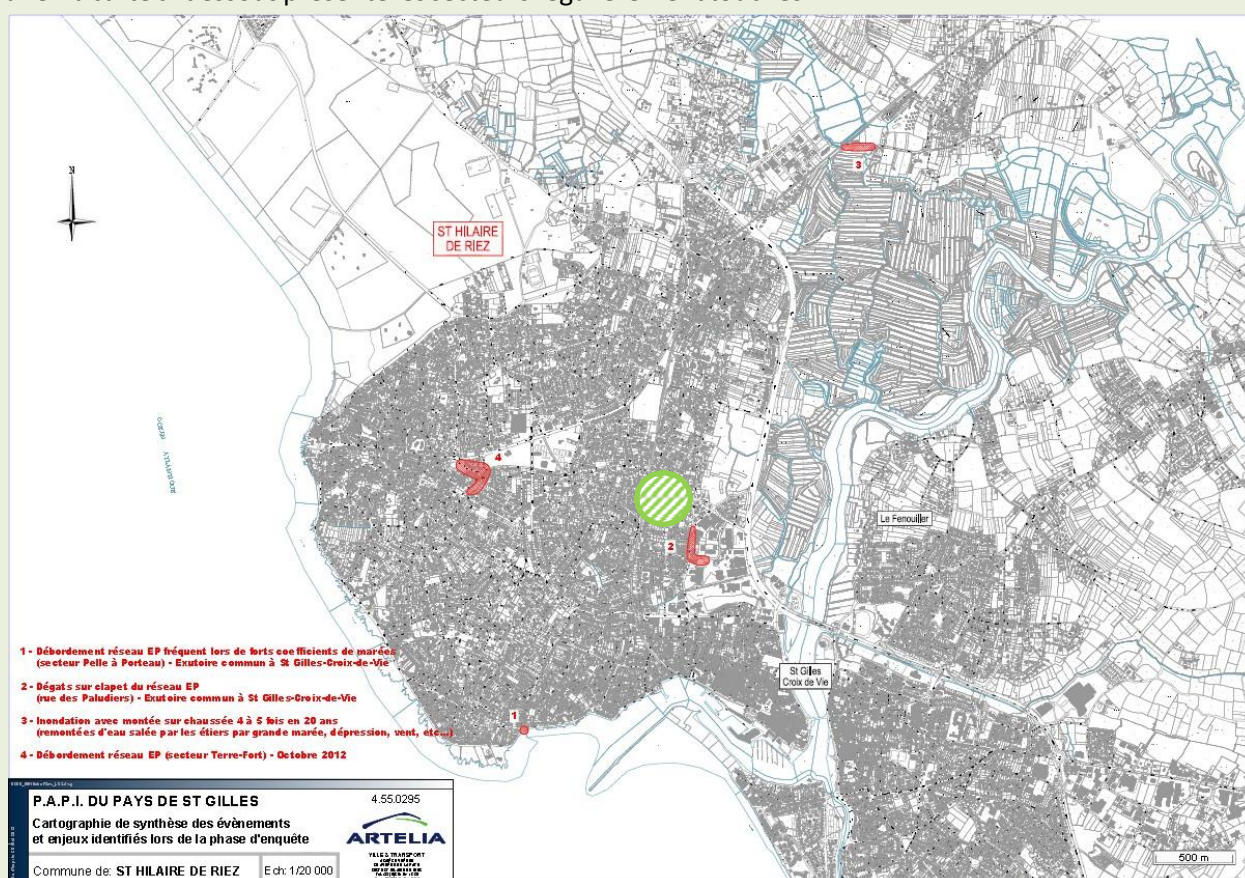 N
3
ST HILAIRE
DE RIEZ
4
Le Fenouiller
2
St Gilles
Croix de Vie
1 - Débordement réseau EP fréquent lors de forts coefficients de marées
(secteur Pelle à Porteau) - Exutoire commun à St Gilles-Croix-de-Vie
2 - Dégats sur clapet du réseau EP
(rue des Paludiers) - Exutoire commun à St Gilles-Croix-de-Vie
1
3 - Inondation avec montée sur chaussée 4 à 5 fois en 20 ans
(remontées d'eau salée par les étiers par grande marée, dépression, vent, etc...)
4 - Débordement réseau EP (secteur Terre-Fort) - Octobre 2012
P.A.P.I. DU PAYS DE ST GILLES
4.55.0295
Cartographie de synthèse des évènements
et enjeux identifiés lors de la phase d'enquête
ARTELIA
VILLE & TRANSPORT
Commune de: ST HILAIRE DE RIEZ
Ech: 1/20 000
500 m